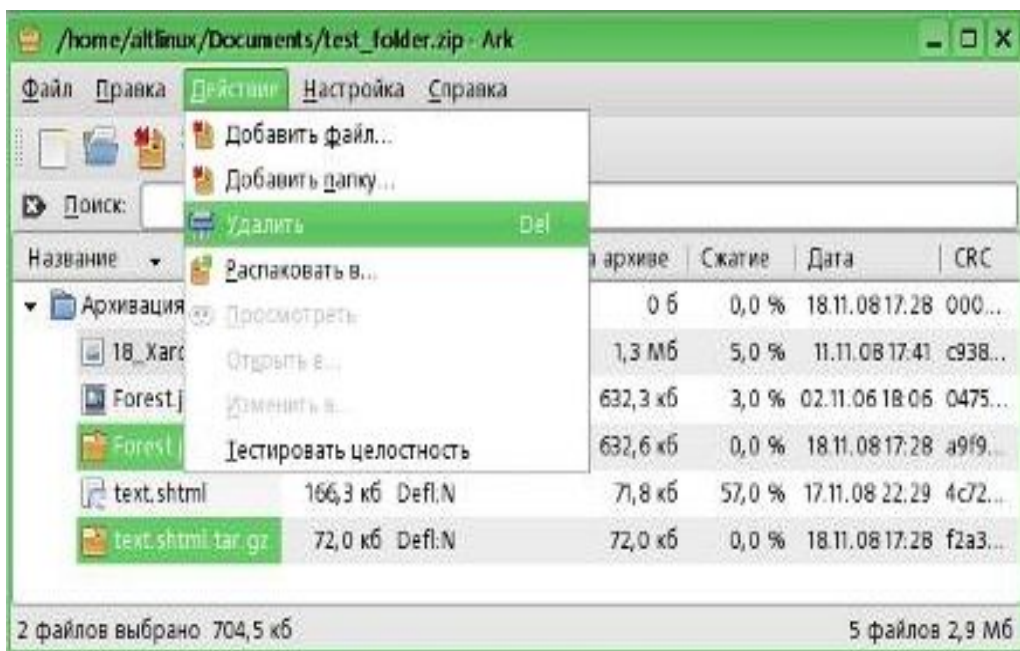 /home/altlinux/Documents/test_folder.zip - Ark
Файл Правка Действие Настройка Справка
Добавить файл...
Добавить папку...
Поиск:
Удалить Del
Название в архиве Сжатие Дата CRC
Распаковать в...
Архивация 0 б 0,0 % 18.11.08 17:28 000...
Просмотреть
18_Xar 1,3 Мб 5,0 % 11.11.08 17:41 c938...
Открыть в...
Forest.j 632,3 кб 3,0 % 02.11.06 18:06 0475...
Изменить в...
Forest.j 632,6 кб 0,0 % 18.11.08 17:28 a9f9...
Тестировать целостность
text.shtml 166,3 кб Defl:N 71,8 кб 57,0 % 17.11.08 22:29 4c72...
text.shtml.tar.gz 72,0 кб Defl:N 72,0 кб 0,0 % 18.11.08 17:28 f2a3...
2 файлов выбрано 704,5 кб 5 файлов 2,9 Мб